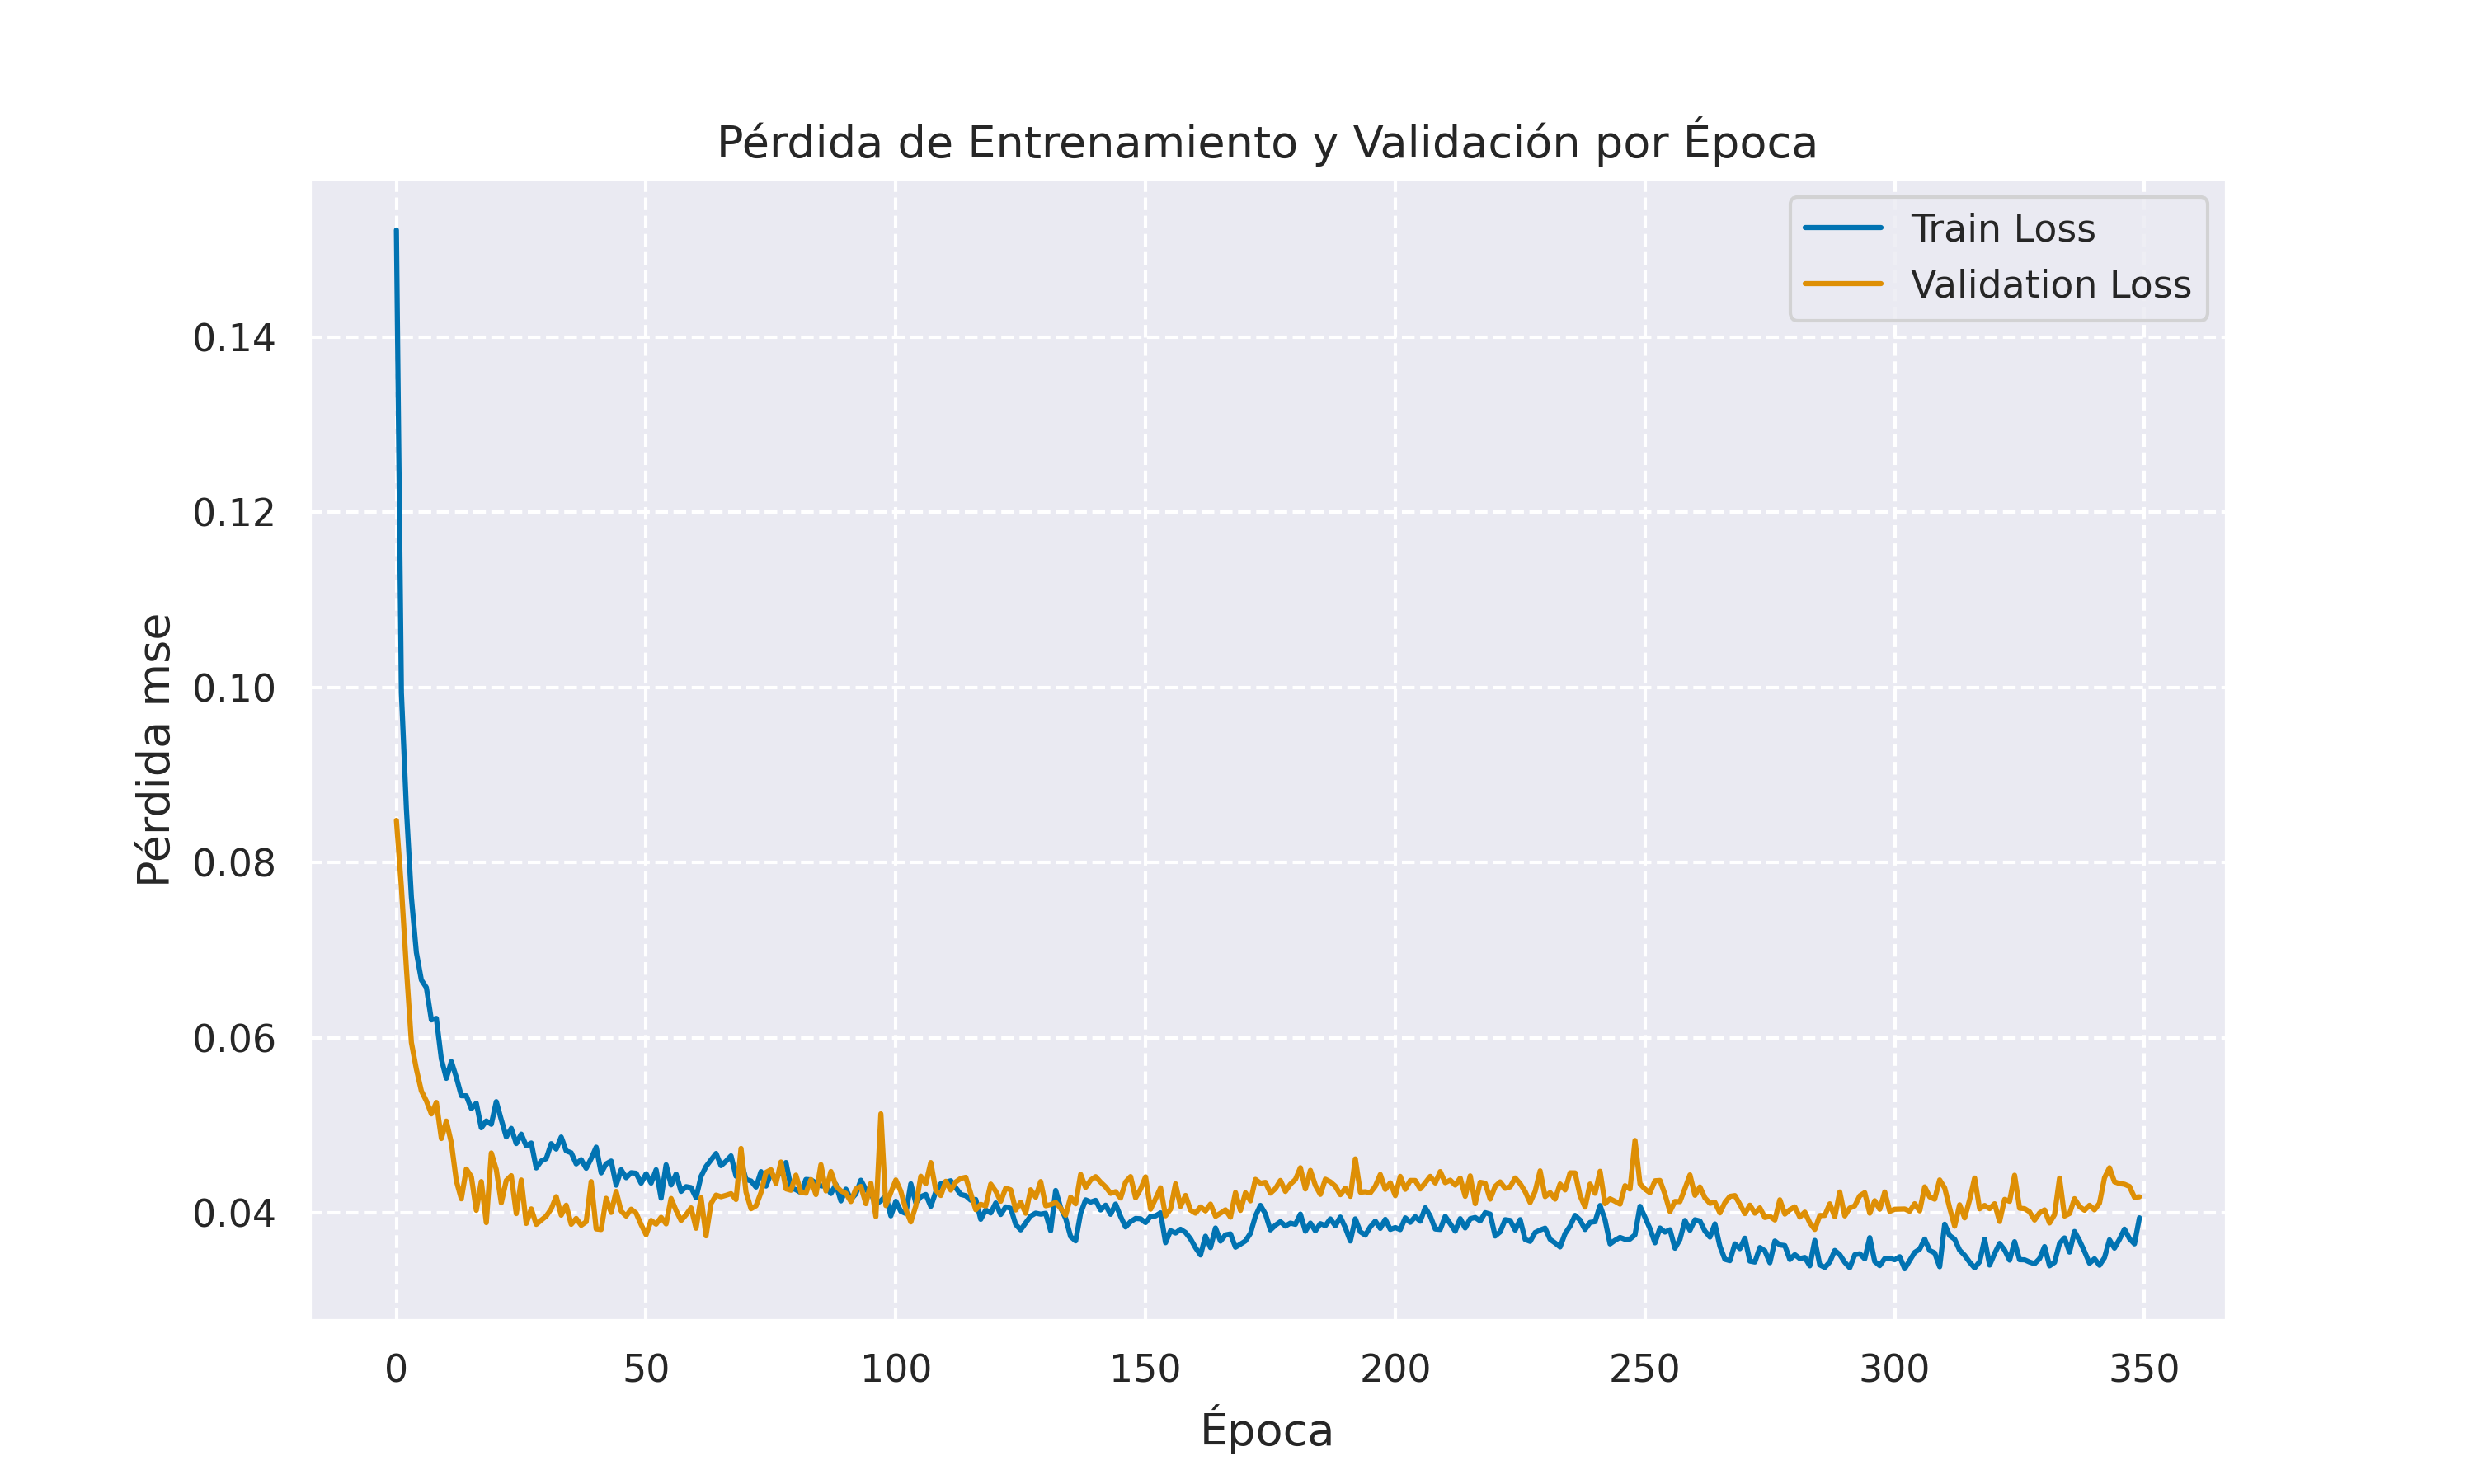 Pérdida de Entrenamiento y Validación por Época
Train Loss
Validation Loss
0.14
0.12
0.10
0.08
0.06
0.04
Pérdida mse
0 50 100 150 200 250 300 350
Época